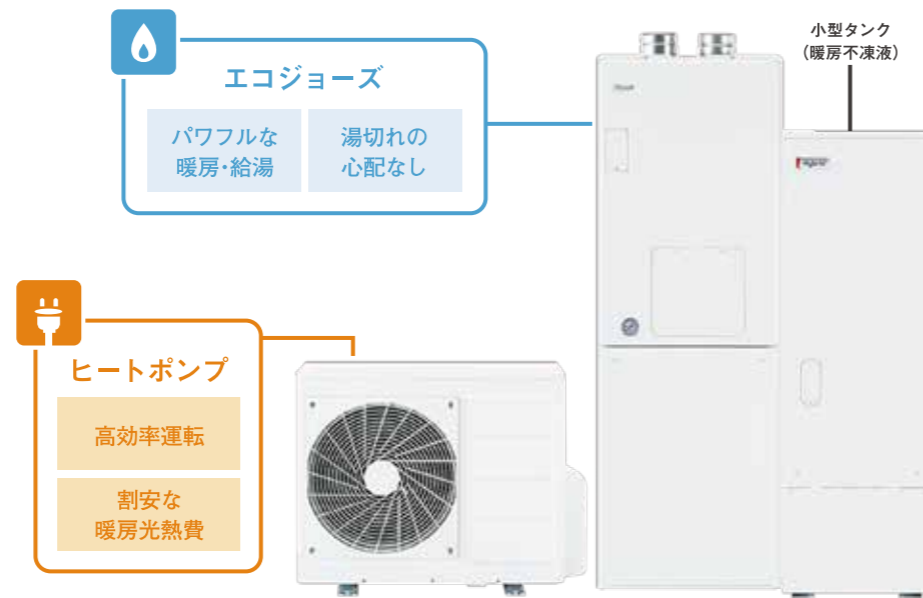 エコジョーズ
パワフルな
暖房・給湯
湯切れの
心配なし
小型タンク
(暖房不凍液)
ヒートポンプ
高効率運転
割安な
暖房光熱費